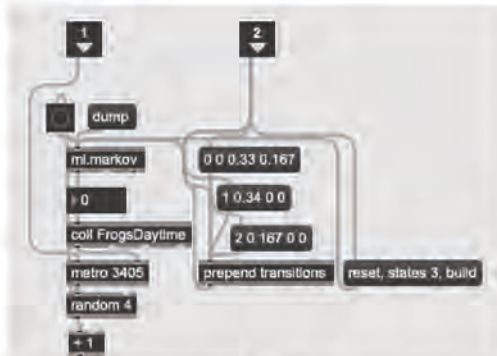 1
2
dump
ml.markov
0 0 0.33 0.167
0
1 0.34 0 0
coll FrogsDaytime
2 0.167 0 0
metro 3405
prepend transitions
reset, states 3, build
random 4
+ 1